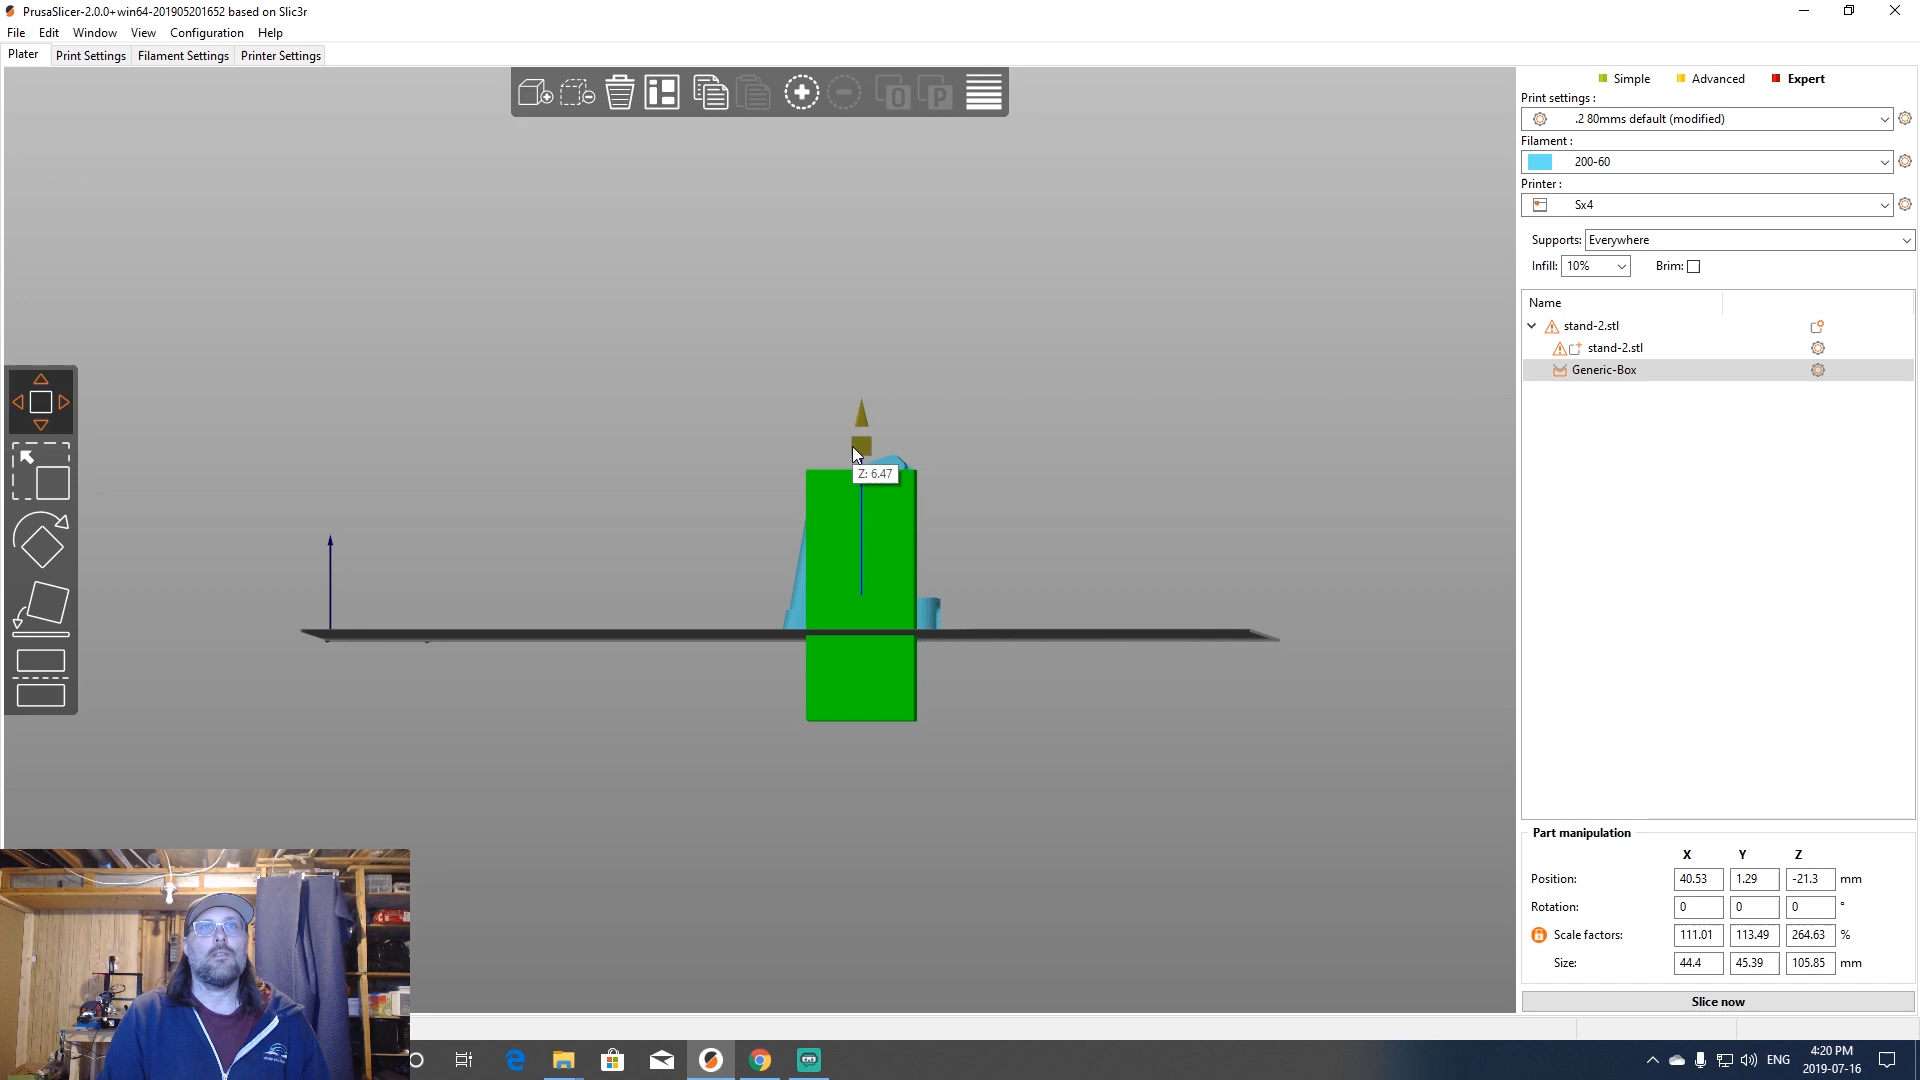 PrusaSlicer-2.0.0+win64-201905201652 based on Slic3r
File Edit Window View Configuration Help
Plater Print Settings Filament Settings Printer Settings
Simple Advanced Expert
Print settings :
.2 80mms default (modified)
Filament :
200-60
Printer :
Sx4
Supports: Everywhere
Infill: 10% Brim:
Name
stand-2.stl
stand-2.stl
Generic-Box
O P
Z: 6.47
Part manipulation
X Y Z
Position: 40.53 1.29 -21.3 mm
Rotation: 0 0 0 °
Scale factors: 111.01 113.49 264.63 %
Size: 44.4 45.39 105.85 mm
Slice now
ENG
4:20 PM
2019-07-16